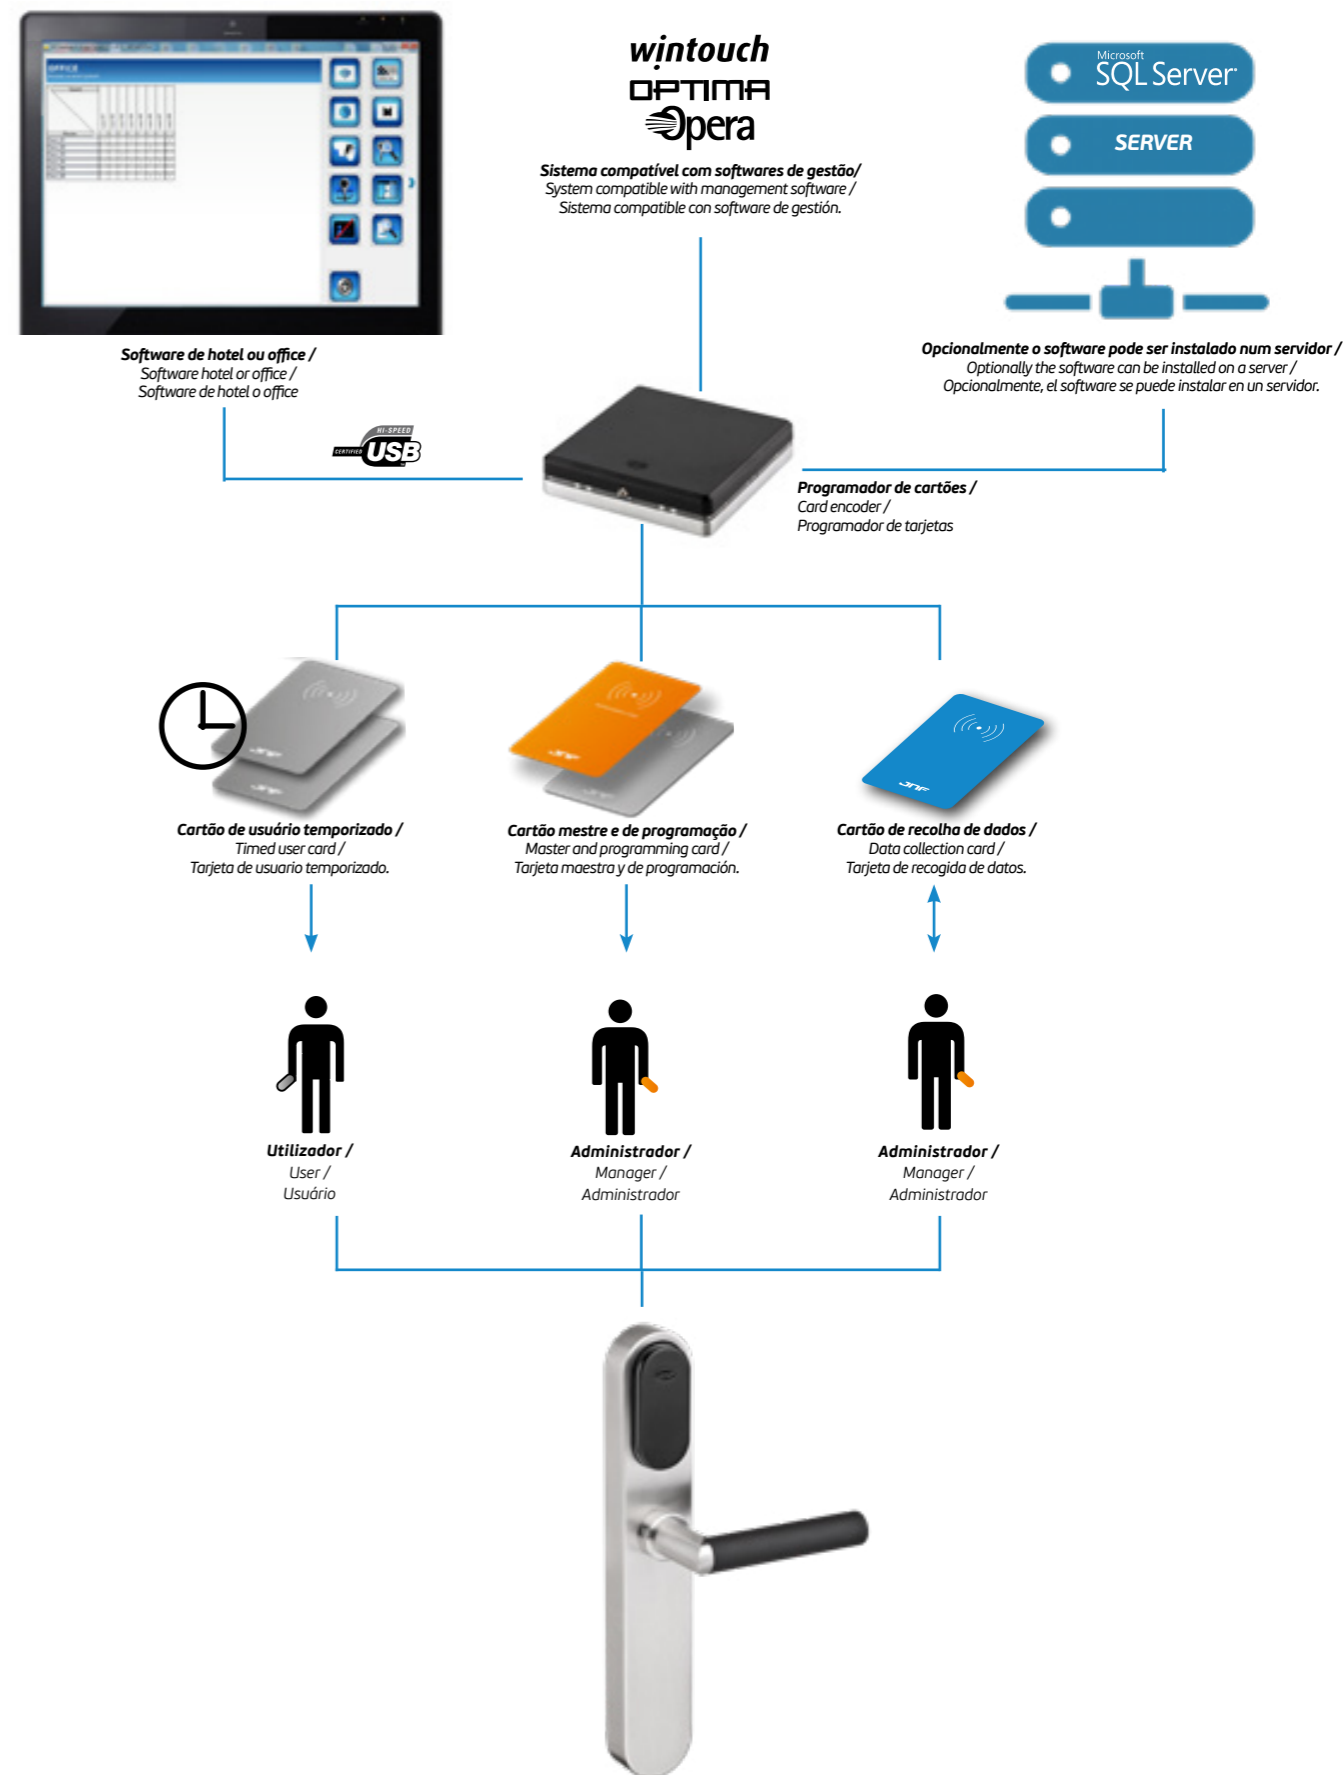 OFFICE
wintouch
OPTIMA
Opera
Sistema compatível com softwares de gestão/
System compatible with management software /
Sistema compatible con software de gestión.
Microsoft
SQL Server
SERVER
Software de hotel ou office /
Software hotel or office /
Software de hotel o office
Opcionalmente o software pode ser instalado num servidor /
Optionally the software can be installed on a server /
Opcionalmente, el software se puede instalar en un servidor.
HI-SPEED
CERTIFIED USB
Programador de cartões /
Card encoder /
Programador de tarjetas
JNF
JNF
JNF
JNF
Cartão de usuário temporizado /
Timed user card /
Tarjeta de usuario temporizado.
Cartão mestre e de programação /
Master and programming card /
Tarjeta maestra y de programación.
Cartão de recolha de dados /
Data collection card /
Tarjeta de recogida de datos.
Utilizador /
User /
Usuário
Administrador /
Manager /
Administrador
Administrador /
Manager /
Administrador